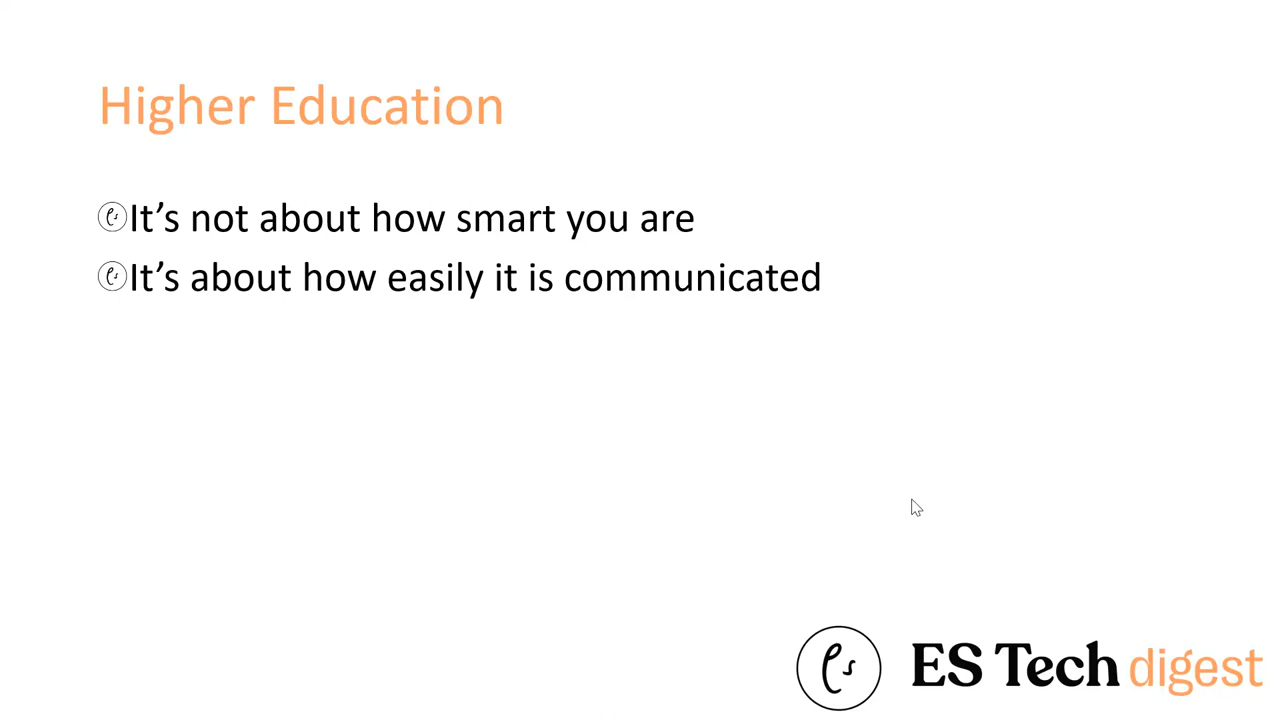 Higher Education
It’s not about how smart you are
It’s about how easily it is communicated
es ES Tech digest